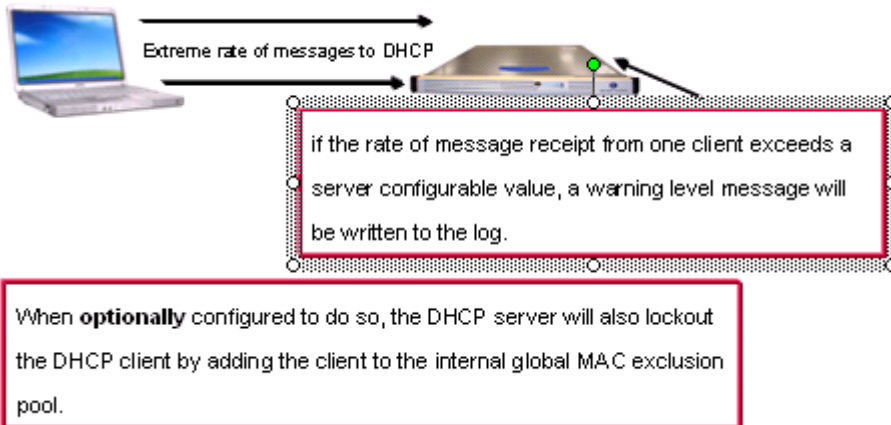 Extreme rate of messages to DHCP
if the rate of message receipt from one client exceeds a
server configurable value, a warning level message will
be written to the log.
When optionally configured to do so, the DHCP server will also lockout
the DHCP client by adding the client to the internal global MAC exclusion
pool.